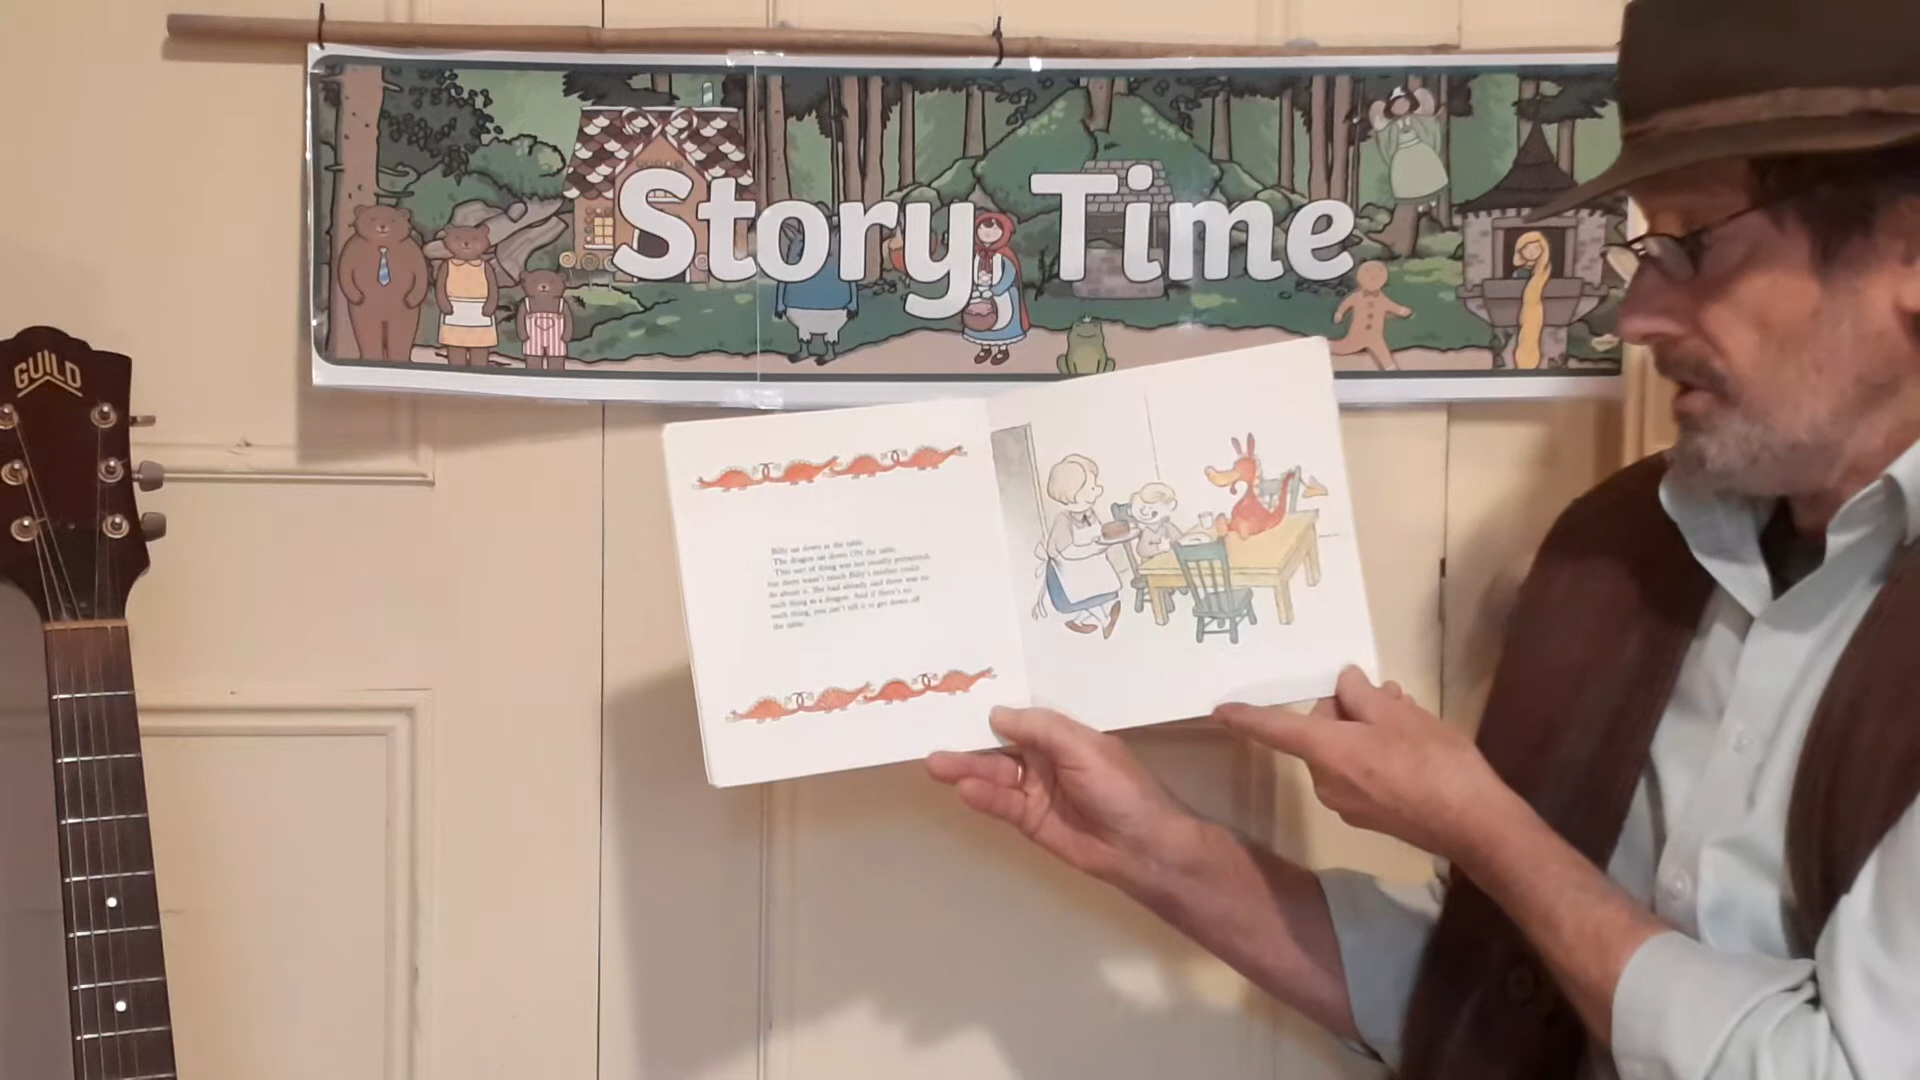 Story Time
GUILD
Billy sat down at the table.
The dragon sat down ON the table.
This sort of thing was not usually permitted,
but there wasn't much Billy's mother could
do about it. She had already said there was no
such thing as a dragon. And if there's no
such thing, you can't tell it to get down off
the table.